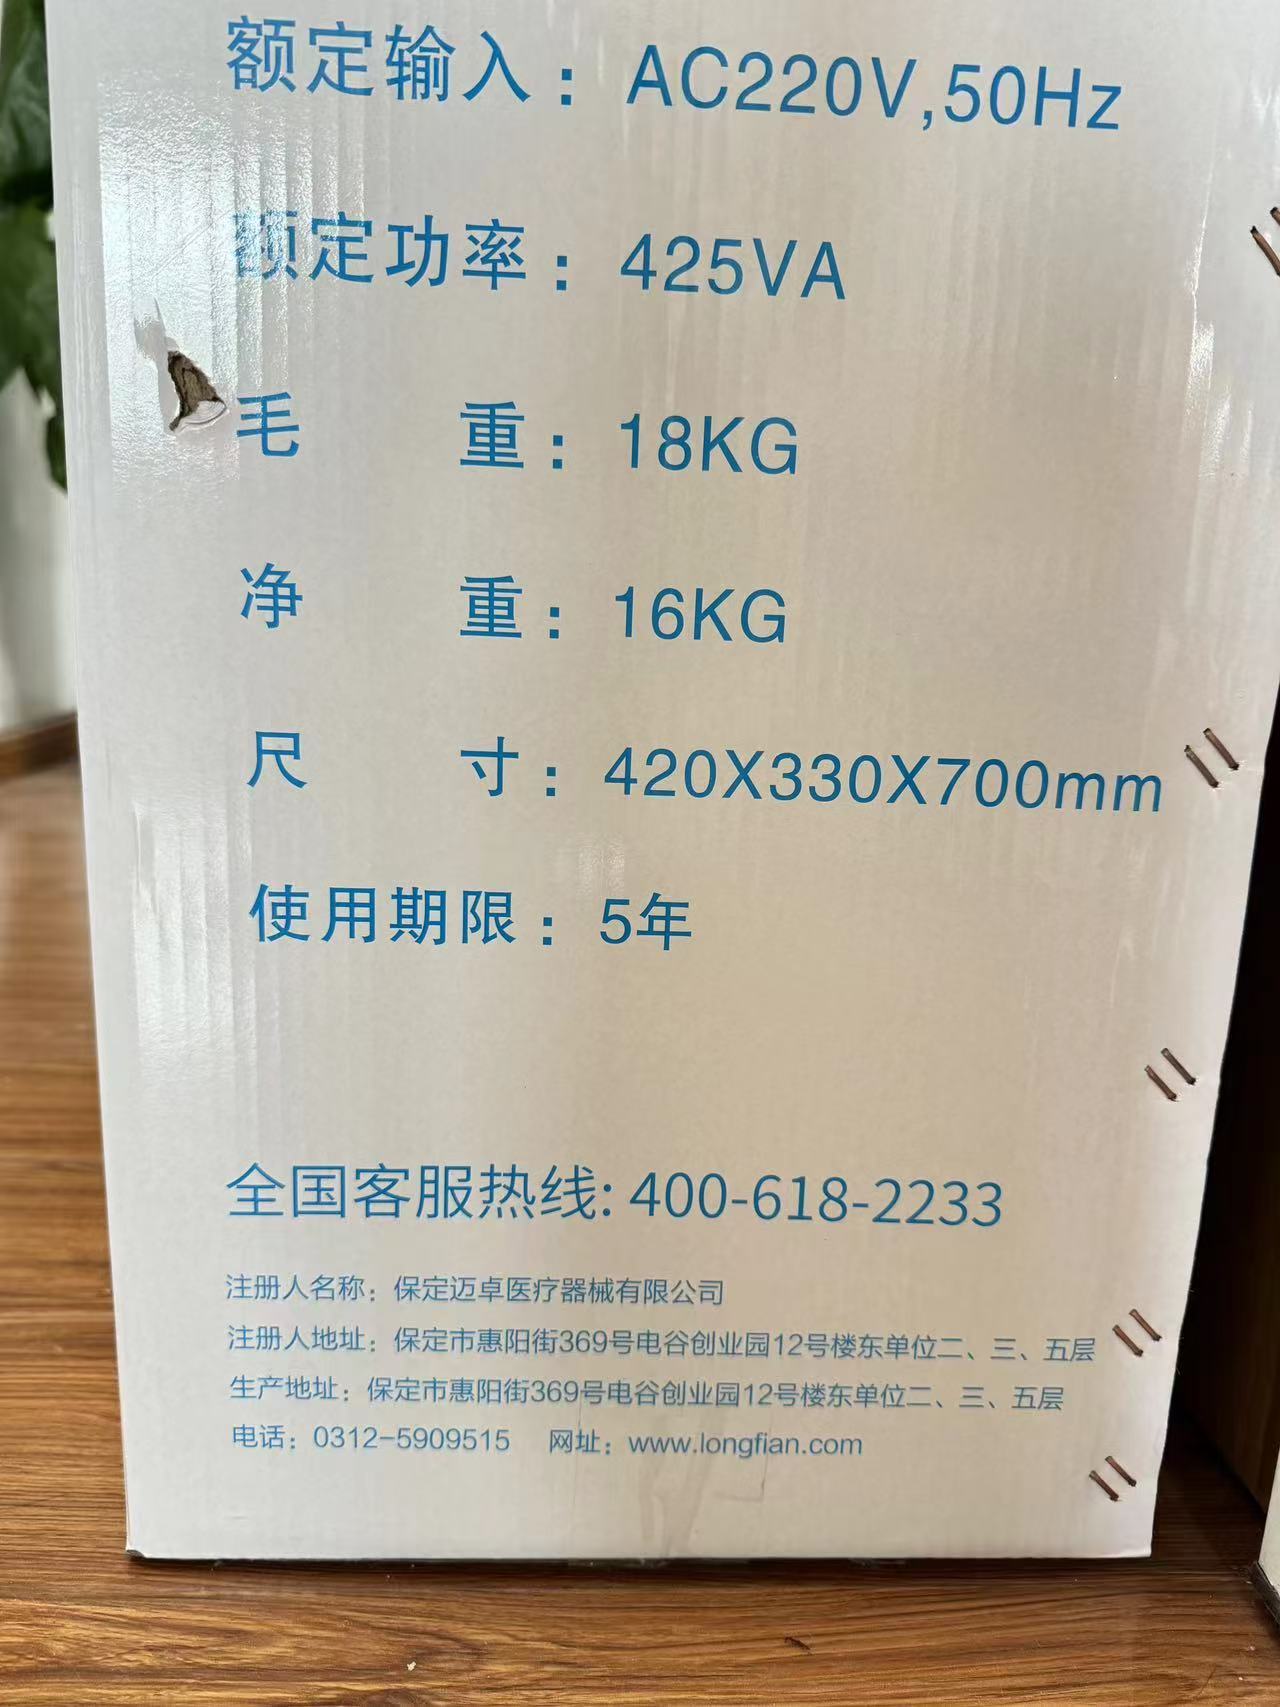 额定输入：AC220V,50Hz
额定功率：425VA
毛 重：18KG
净 重：16KG
尺 寸：420X330X700mm
使用期限：5年
全国客服热线: 400-618-2233
注册人名称：保定迈卓医疗器械有限公司
注册人地址：保定市惠阳街369号电谷创业园12号楼东单位二、三、五层
生产地址：保定市惠阳街369号电谷创业园12号楼东单位二、三、五层
电话：0312-5909515 网址：www.longfian.com